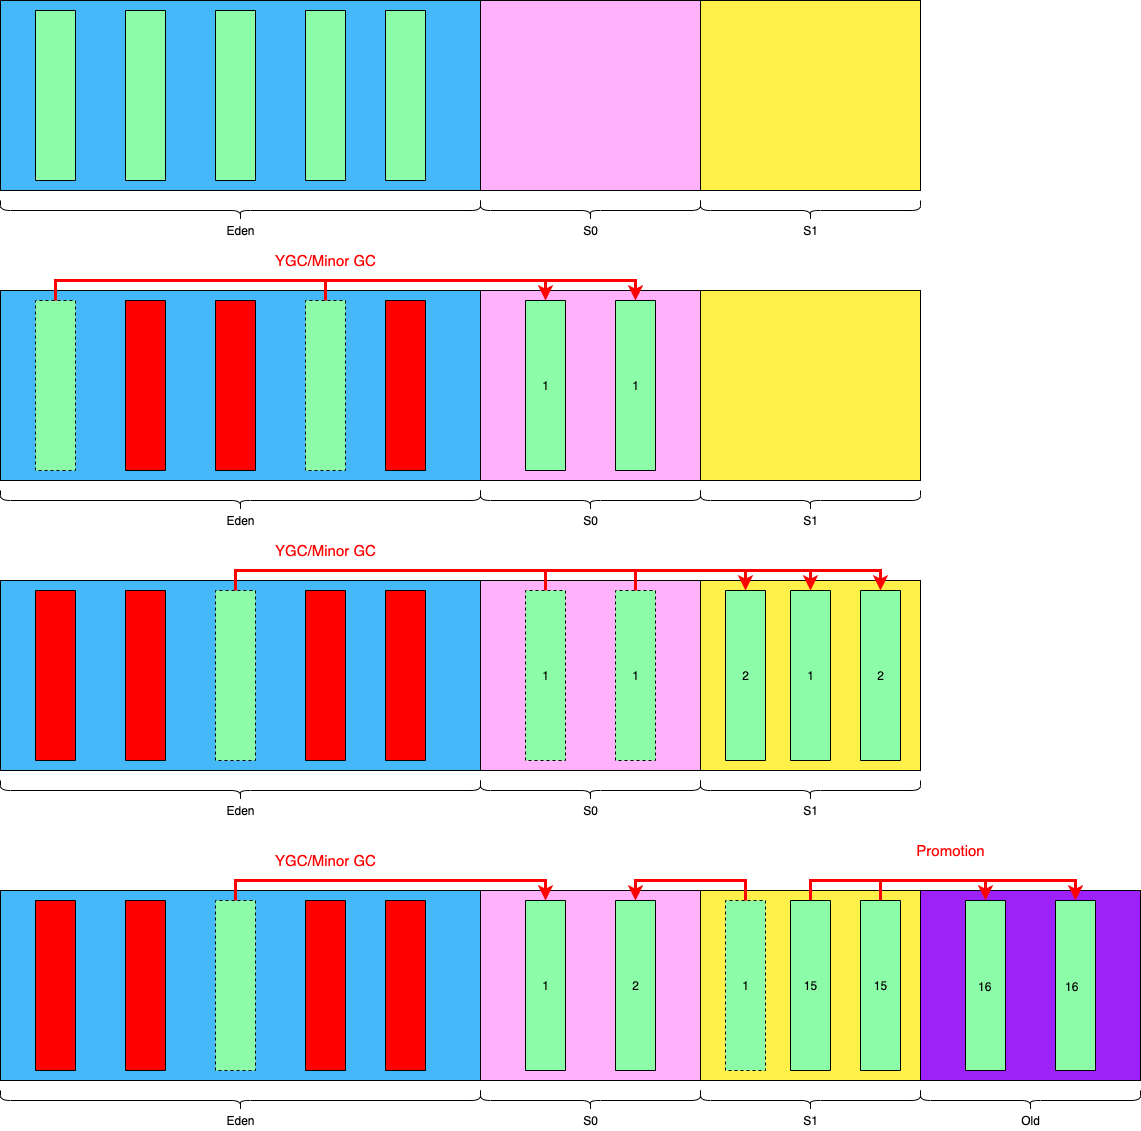 Eden
S0
S1
YGC/Minor GC
1
1
Eden
S0
S1
YGC/Minor GC
1
1
2
1
2
Eden
S0
S1
YGC/Minor GC
Promotion
1
2
1
15
15
16
16
Eden
S0
S1
Old